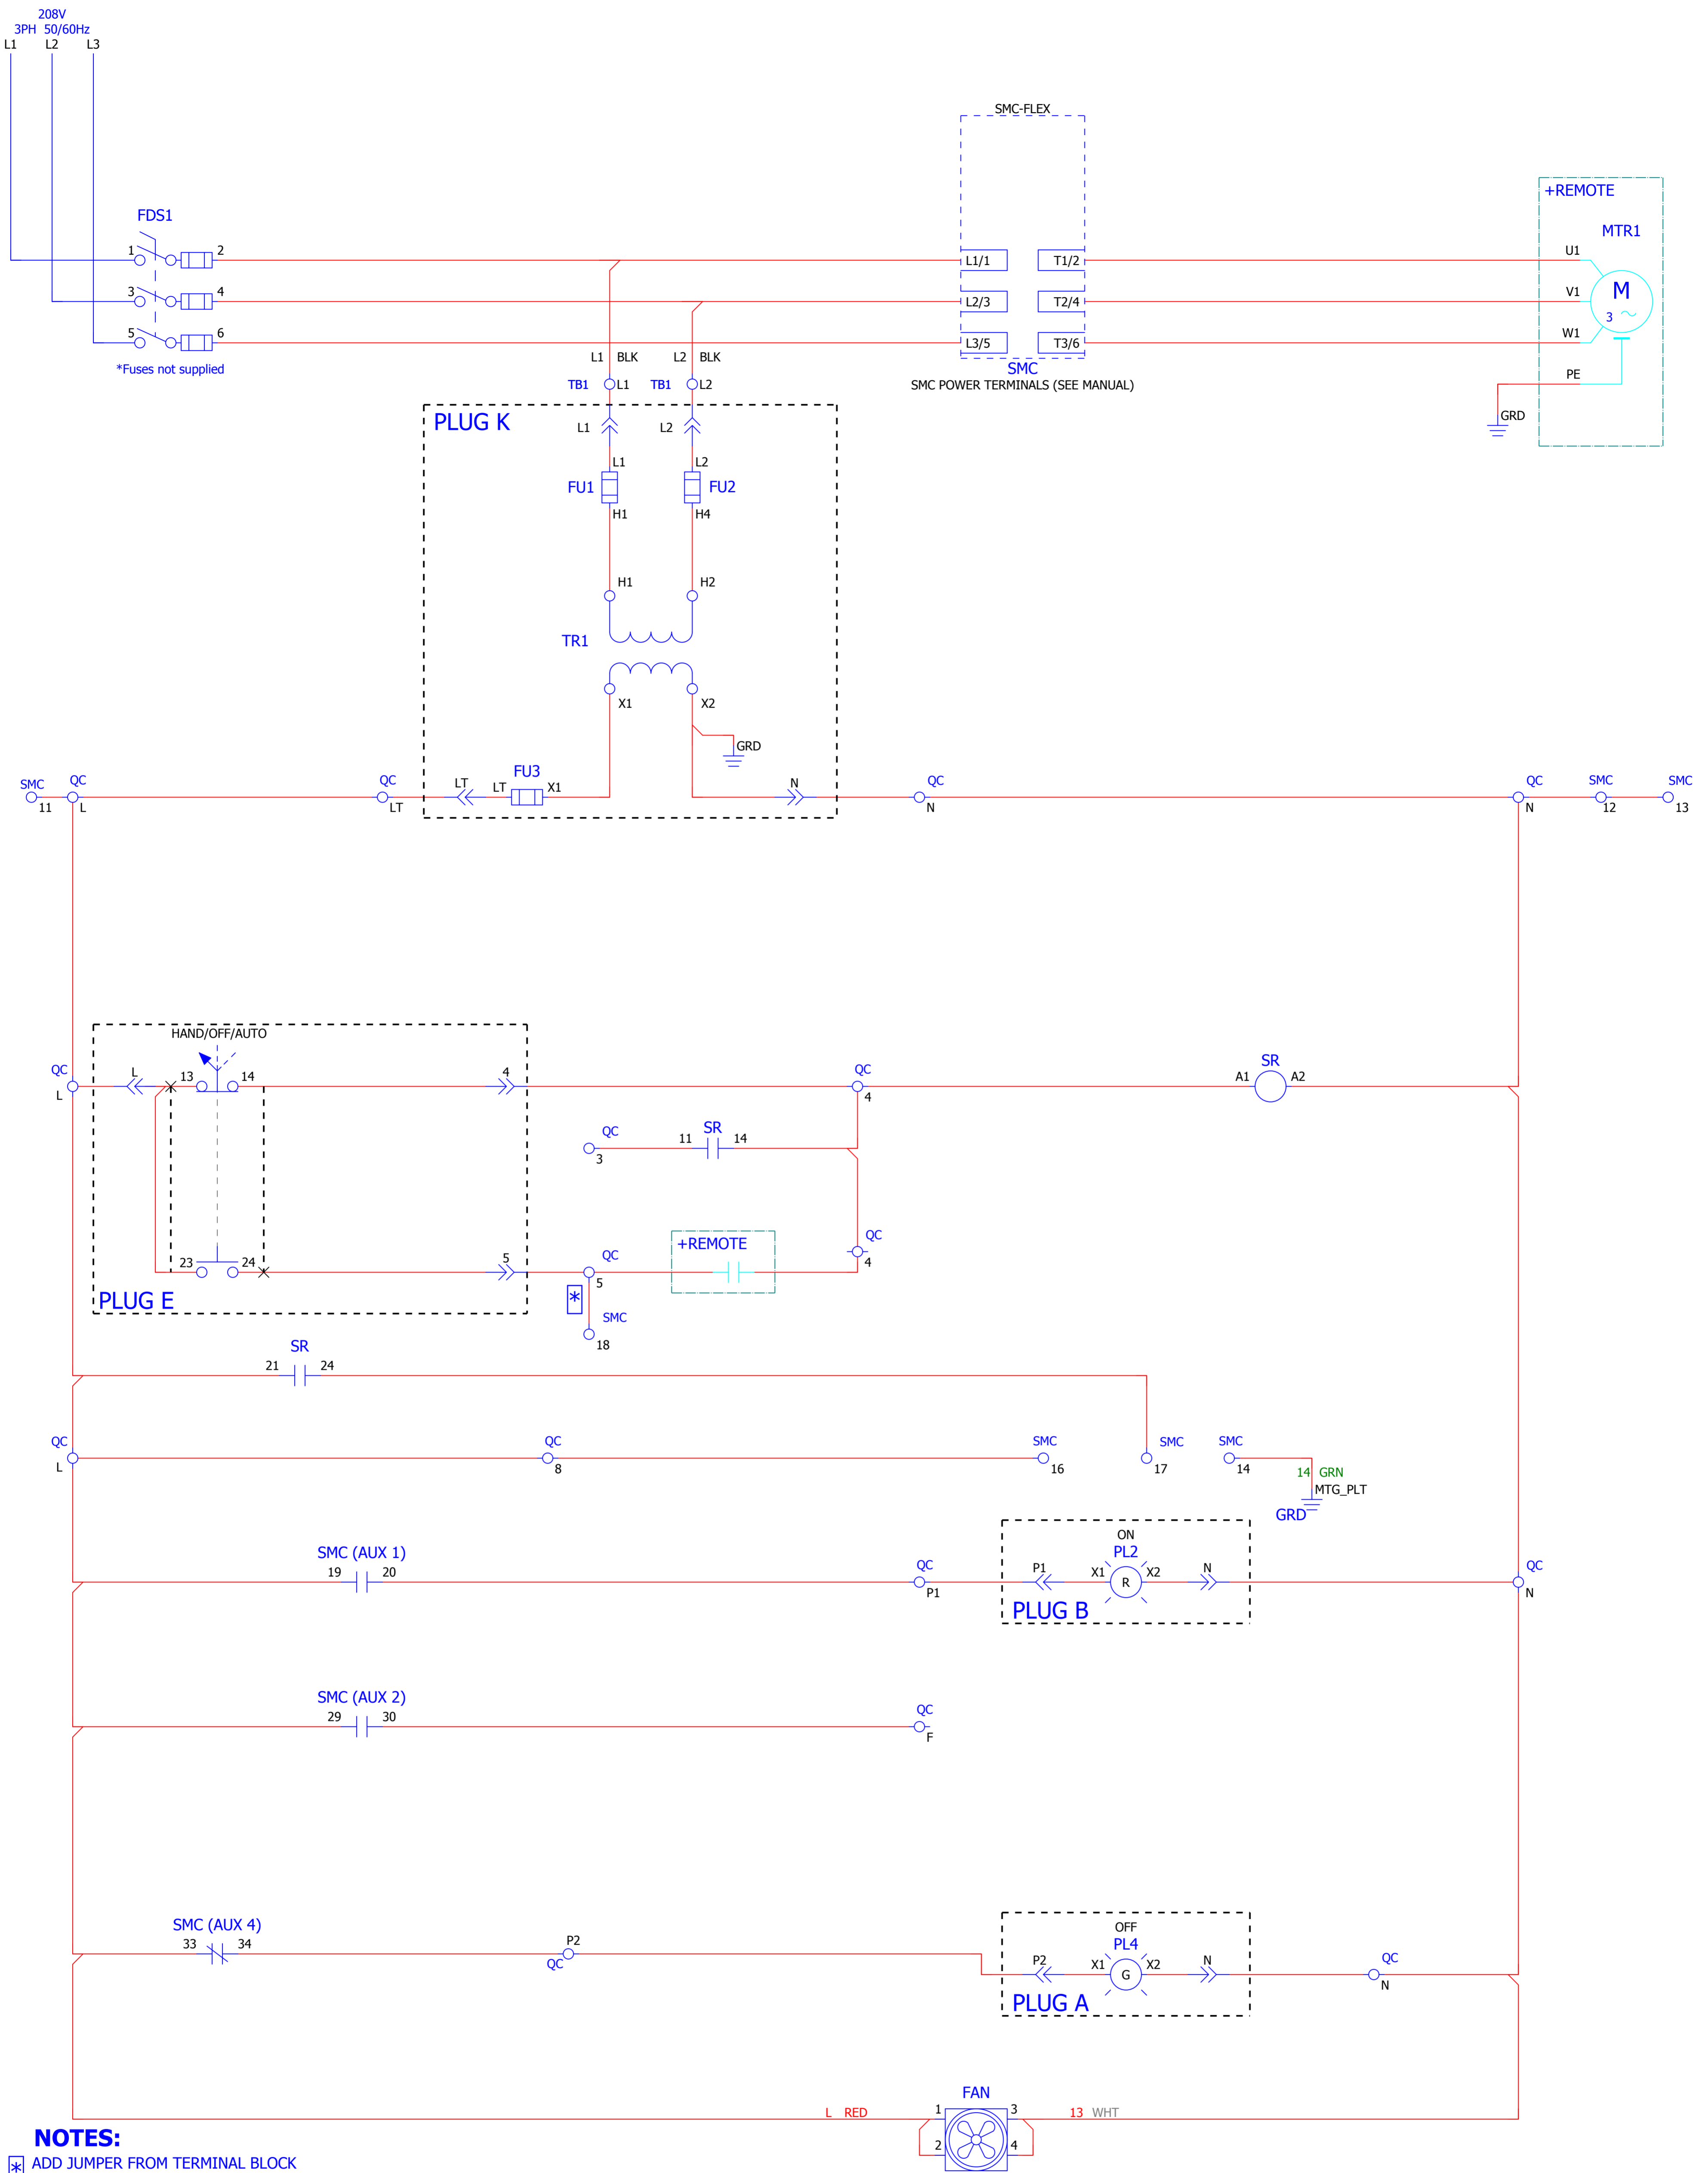 208V
3PH 50/60Hz
L1 L2 L3
SMC-FLEX
+REMOTE
FDS1
MTR1
1 2
L1/1 T1/2
U1
3 4
L2/3 T2/4
V1
M
3
5 6
L3/5 T3/6
W1
*Fuses not supplied
L1 BLK L2 BLK
SMC
SMC POWER TERMINALS (SEE MANUAL)
PE
TB1 L1 TB1 L2
GRD
PLUG K
L1 L2
L1 L2
FU1 FU2
H1 H4
H1 H2
TR1
X1 X2
GRD
SMC QC QC LT LT FU3 X1 N QC QC SMC SMC
11 L LT N N 12 13
HAND/OFF/AUTO
QC L 13 14 4 QC A1 SR A2
L 4
QC 11 SR 14
3
+REMOTE
QC
4
23 24 5 QC
5
PLUG E
*
SMC
18
SR
21 24
QC QC SMC SMC SMC
L 8 16 17 14
14 GRN
MTG_PLT
GRD
ON
SMC (AUX 1)
19 20
QC P1 X1 PL2 X2 N QC
R
P1 N
PLUG B
SMC (AUX 2)
29 30
QC
F
OFF
SMC (AUX 4)
33 34
P2
QC
P2 X1 PL4 X2 N QC
G
N
PLUG A
FAN
L RED 1 3 13 WHT
2 4
NOTES:
* ADD JUMPER FROM TERMINAL BLOCK